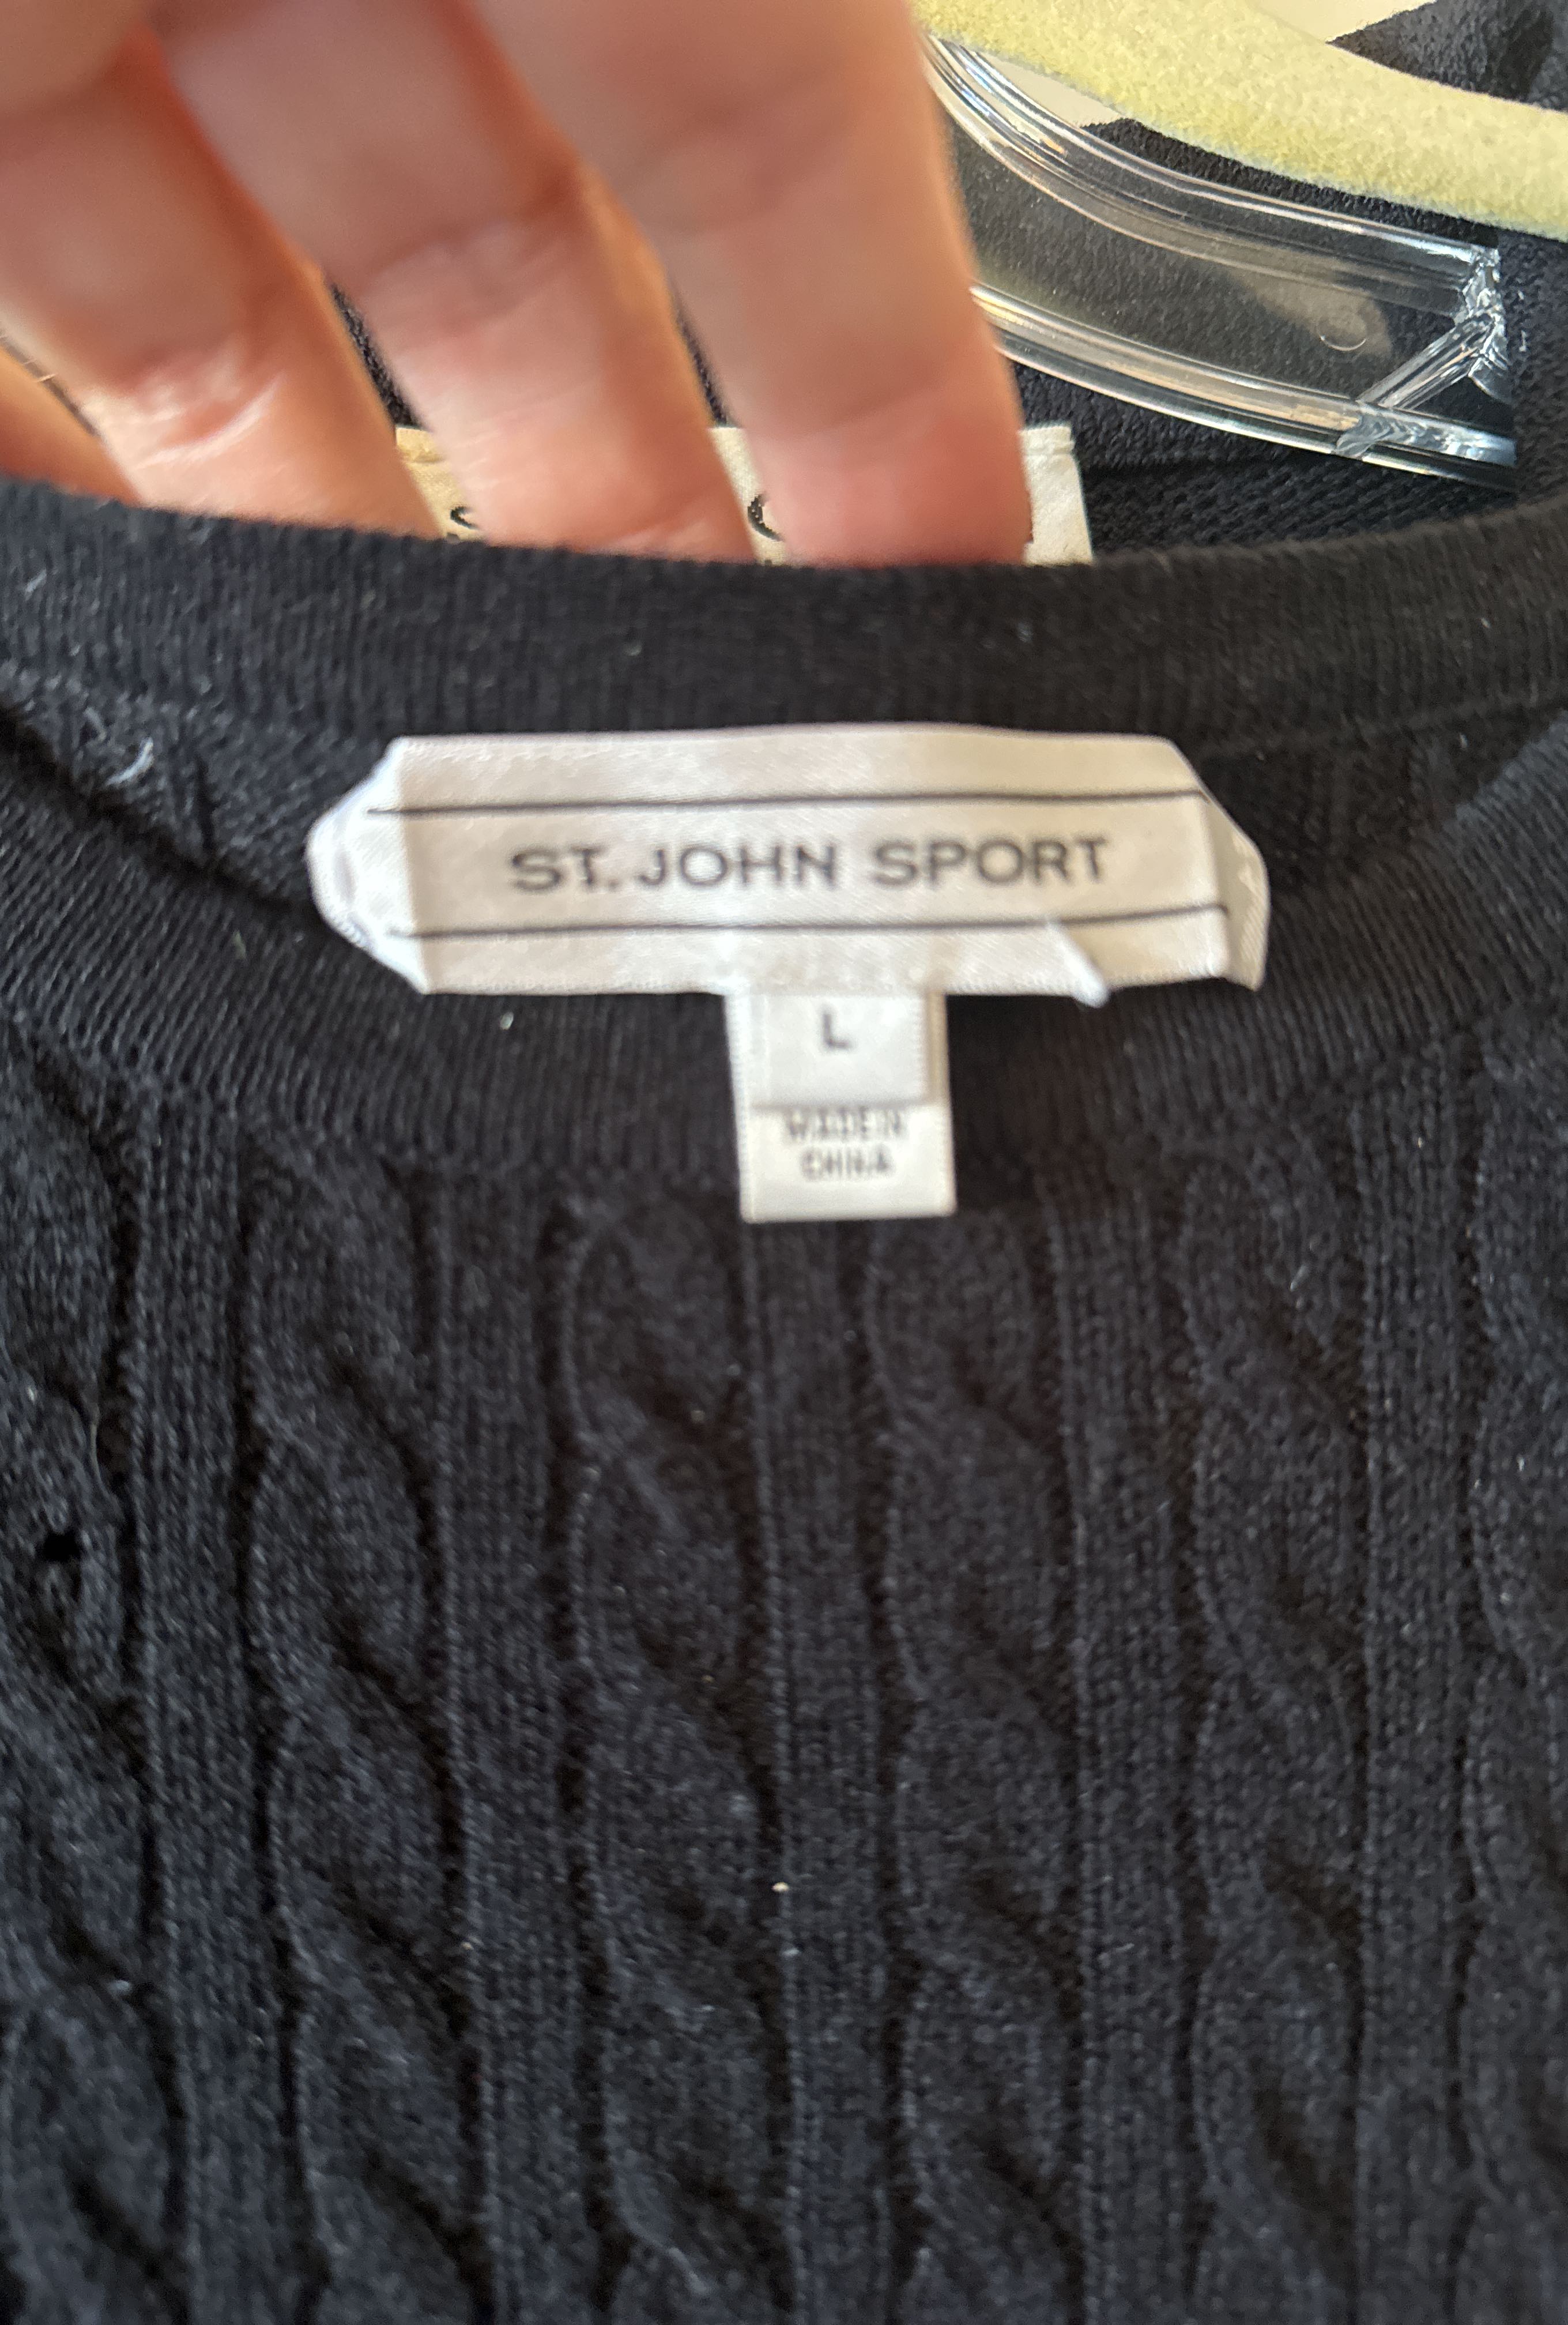 ST. JOHN SPORT
L
MADE IN
CHINA